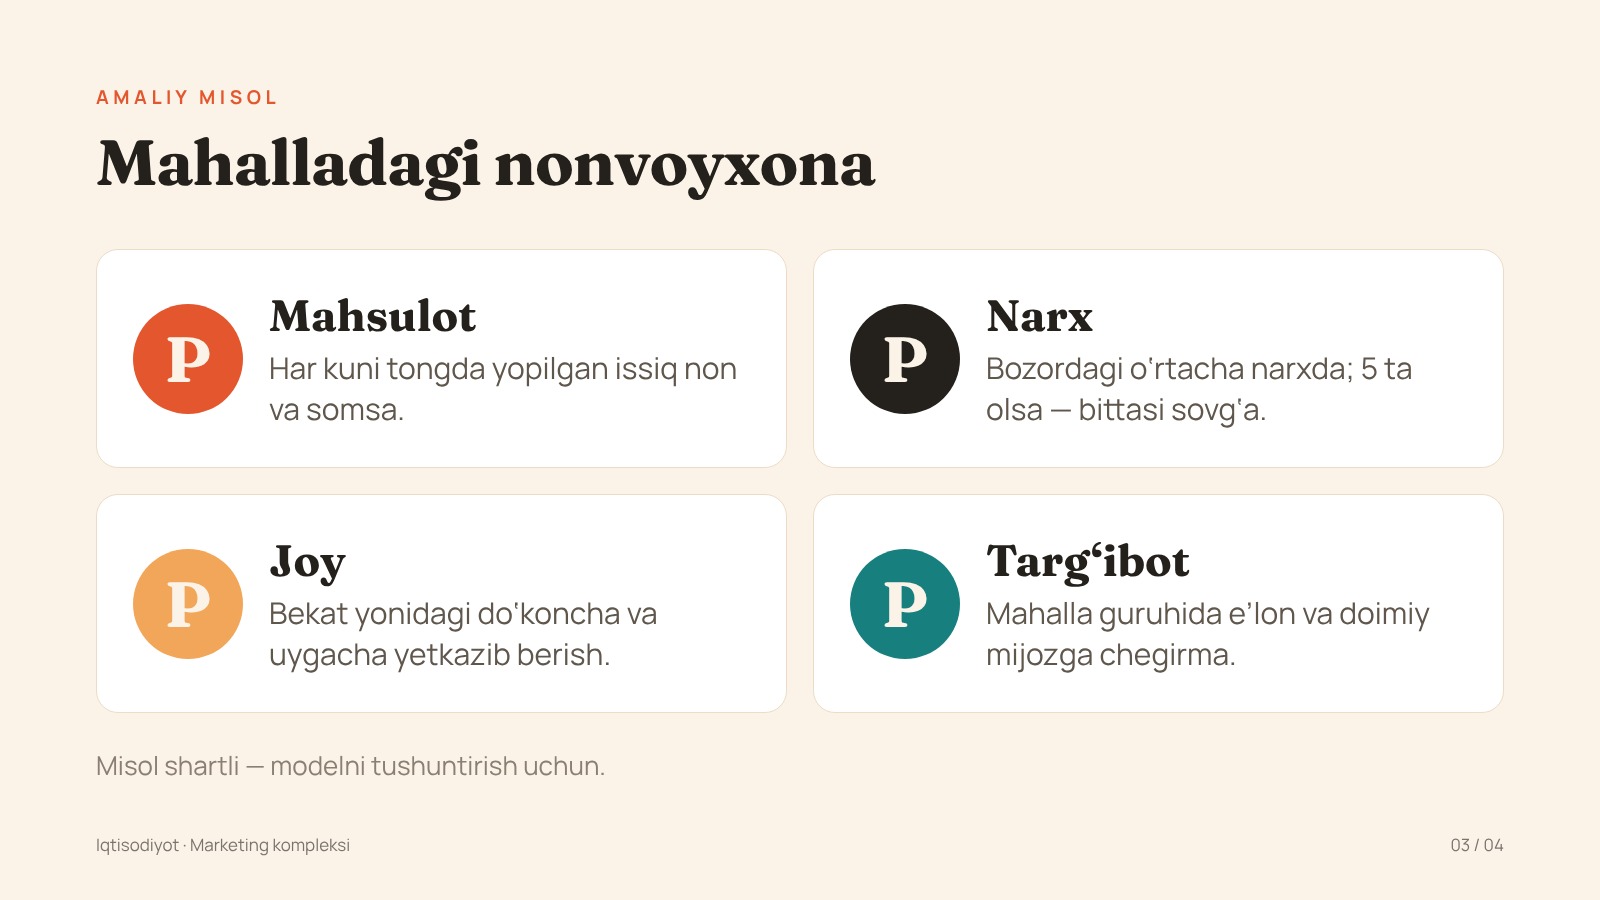 AMALIY MISOL
Mahalladagi nonvoyxona
P
Mahsulot
Har kuni tongda yopilgan issiq non
va somsa.
P
Narx
Bozordagi oʻrtacha narxda; 5 ta
olsa — bittasi sovgʻa.
P
Joy
Bekat yonidagi doʻkoncha va
uygacha yetkazib berish.
P
Targʻibot
Mahalla guruhida eʼlon va doimiy
mijozga chegirma.
Misol shartli — modelni tushuntirish uchun.
Iqtisodiyot · Marketing kompleksi
03 / 04